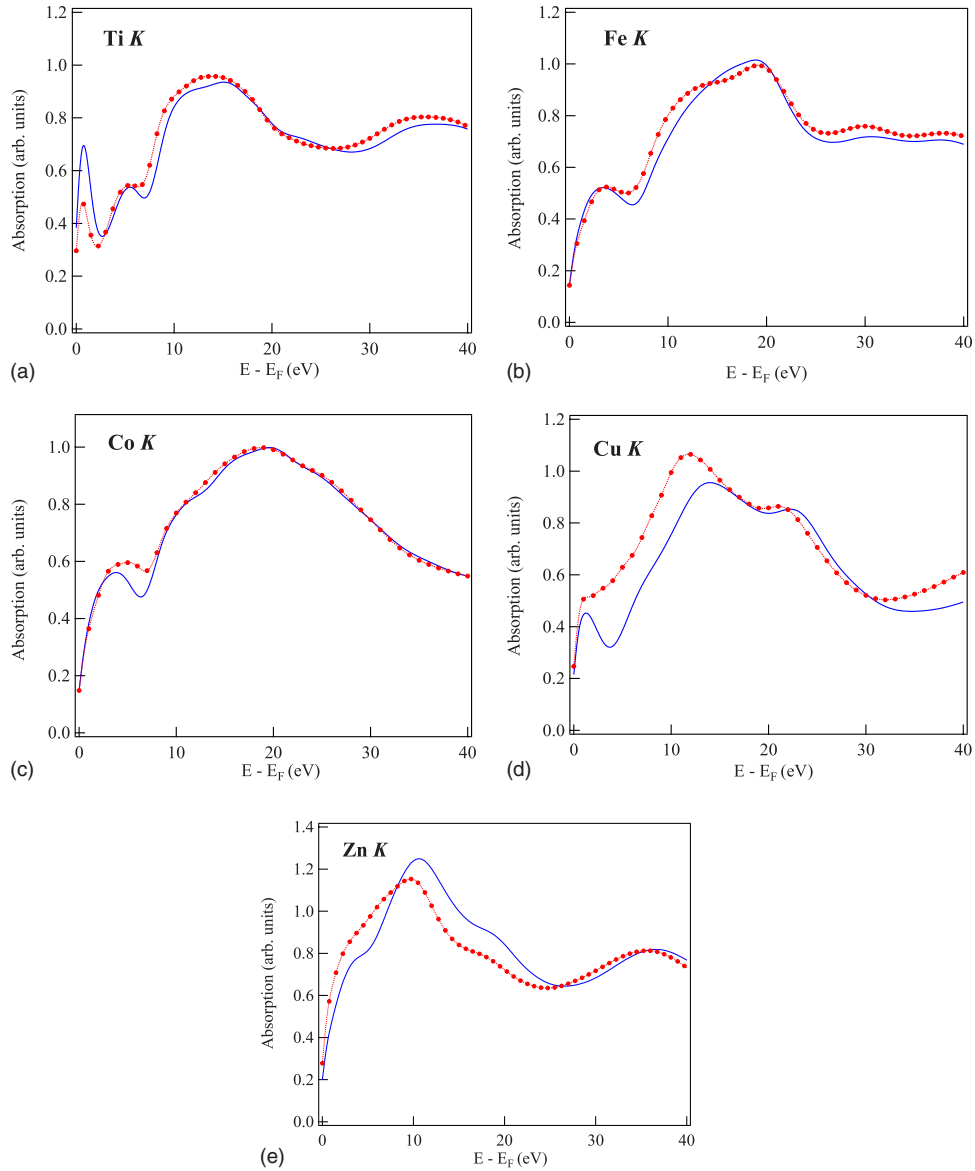 Ti K
Absorption (arb. units)
1.2
1.0
0.8
0.6
0.4
0.2
0.0
0 10 20 30 40
E - E_F (eV)
(a)
Fe K
Absorption (arb. units)
1.2
1.0
0.8
0.6
0.4
0.2
0.0
0 10 20 30 40
E - E_F (eV)
(b)
Co K
Absorption (arb. units)
1.0
0.8
0.6
0.4
0.2
0.0
0 10 20 30 40
E - E_F (eV)
(c)
Cu K
Absorption (arb. units)
1.2
1.0
0.8
0.6
0.4
0.2
0.0
0 10 20 30 40
E - E_F (eV)
(d)
Zn K
Absorption (arb. units)
1.4
1.2
1.0
0.8
0.6
0.4
0.2
0.0
0 10 20 30 40
E - E_F (eV)
(e)